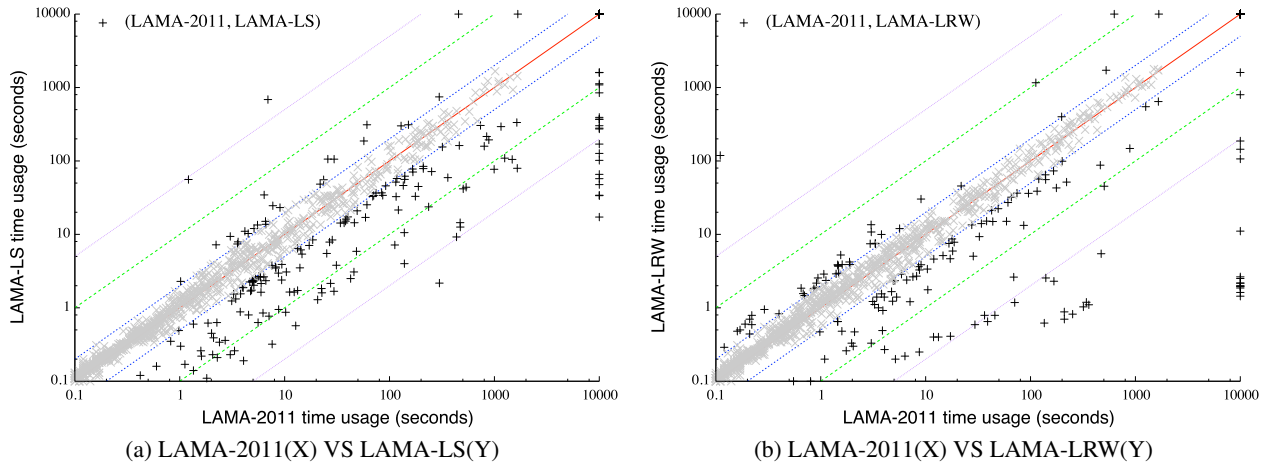 10000
1000
100
10
1
0.1
LAMA-LS time usage (seconds)
(LAMA-2011, LAMA-LS)
0.1 1 10 100 1000 10000
LAMA-2011 time usage (seconds)
(a) LAMA-2011(X) VS LAMA-LS(Y)
10000
1000
100
10
1
0.1
LAMA-LRW time usage (seconds)
(LAMA-2011, LAMA-LRW)
0.1 1 10 100 1000 10000
LAMA-2011 time usage (seconds)
(b) LAMA-2011(X) VS LAMA-LRW(Y)